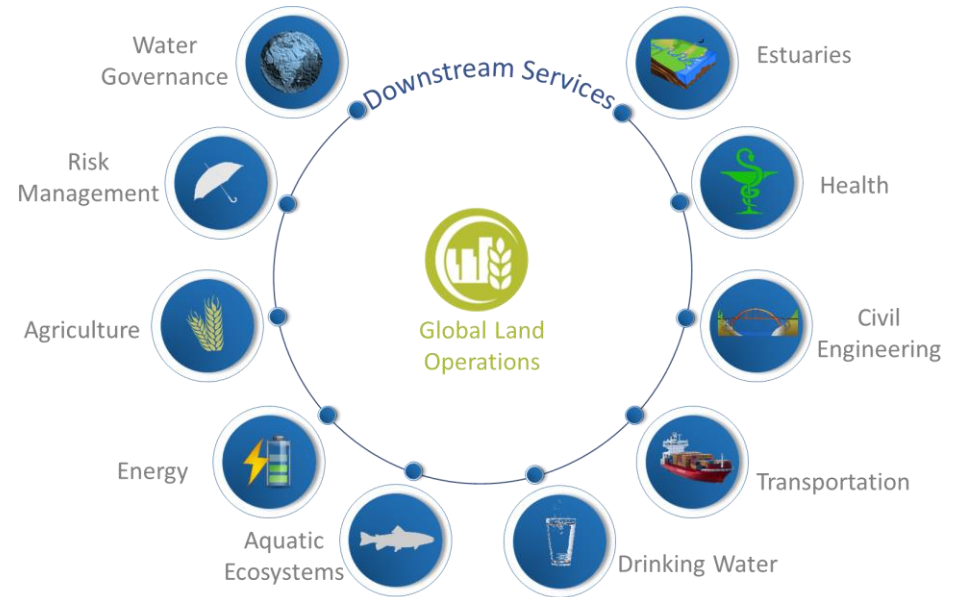 Downstream Services
Water
Governance
Estuaries
Risk
Management
Health
Agriculture
Global Land
Operations
Civil
Engineering
Energy
Transportation
Aquatic
Ecosystems
Drinking Water